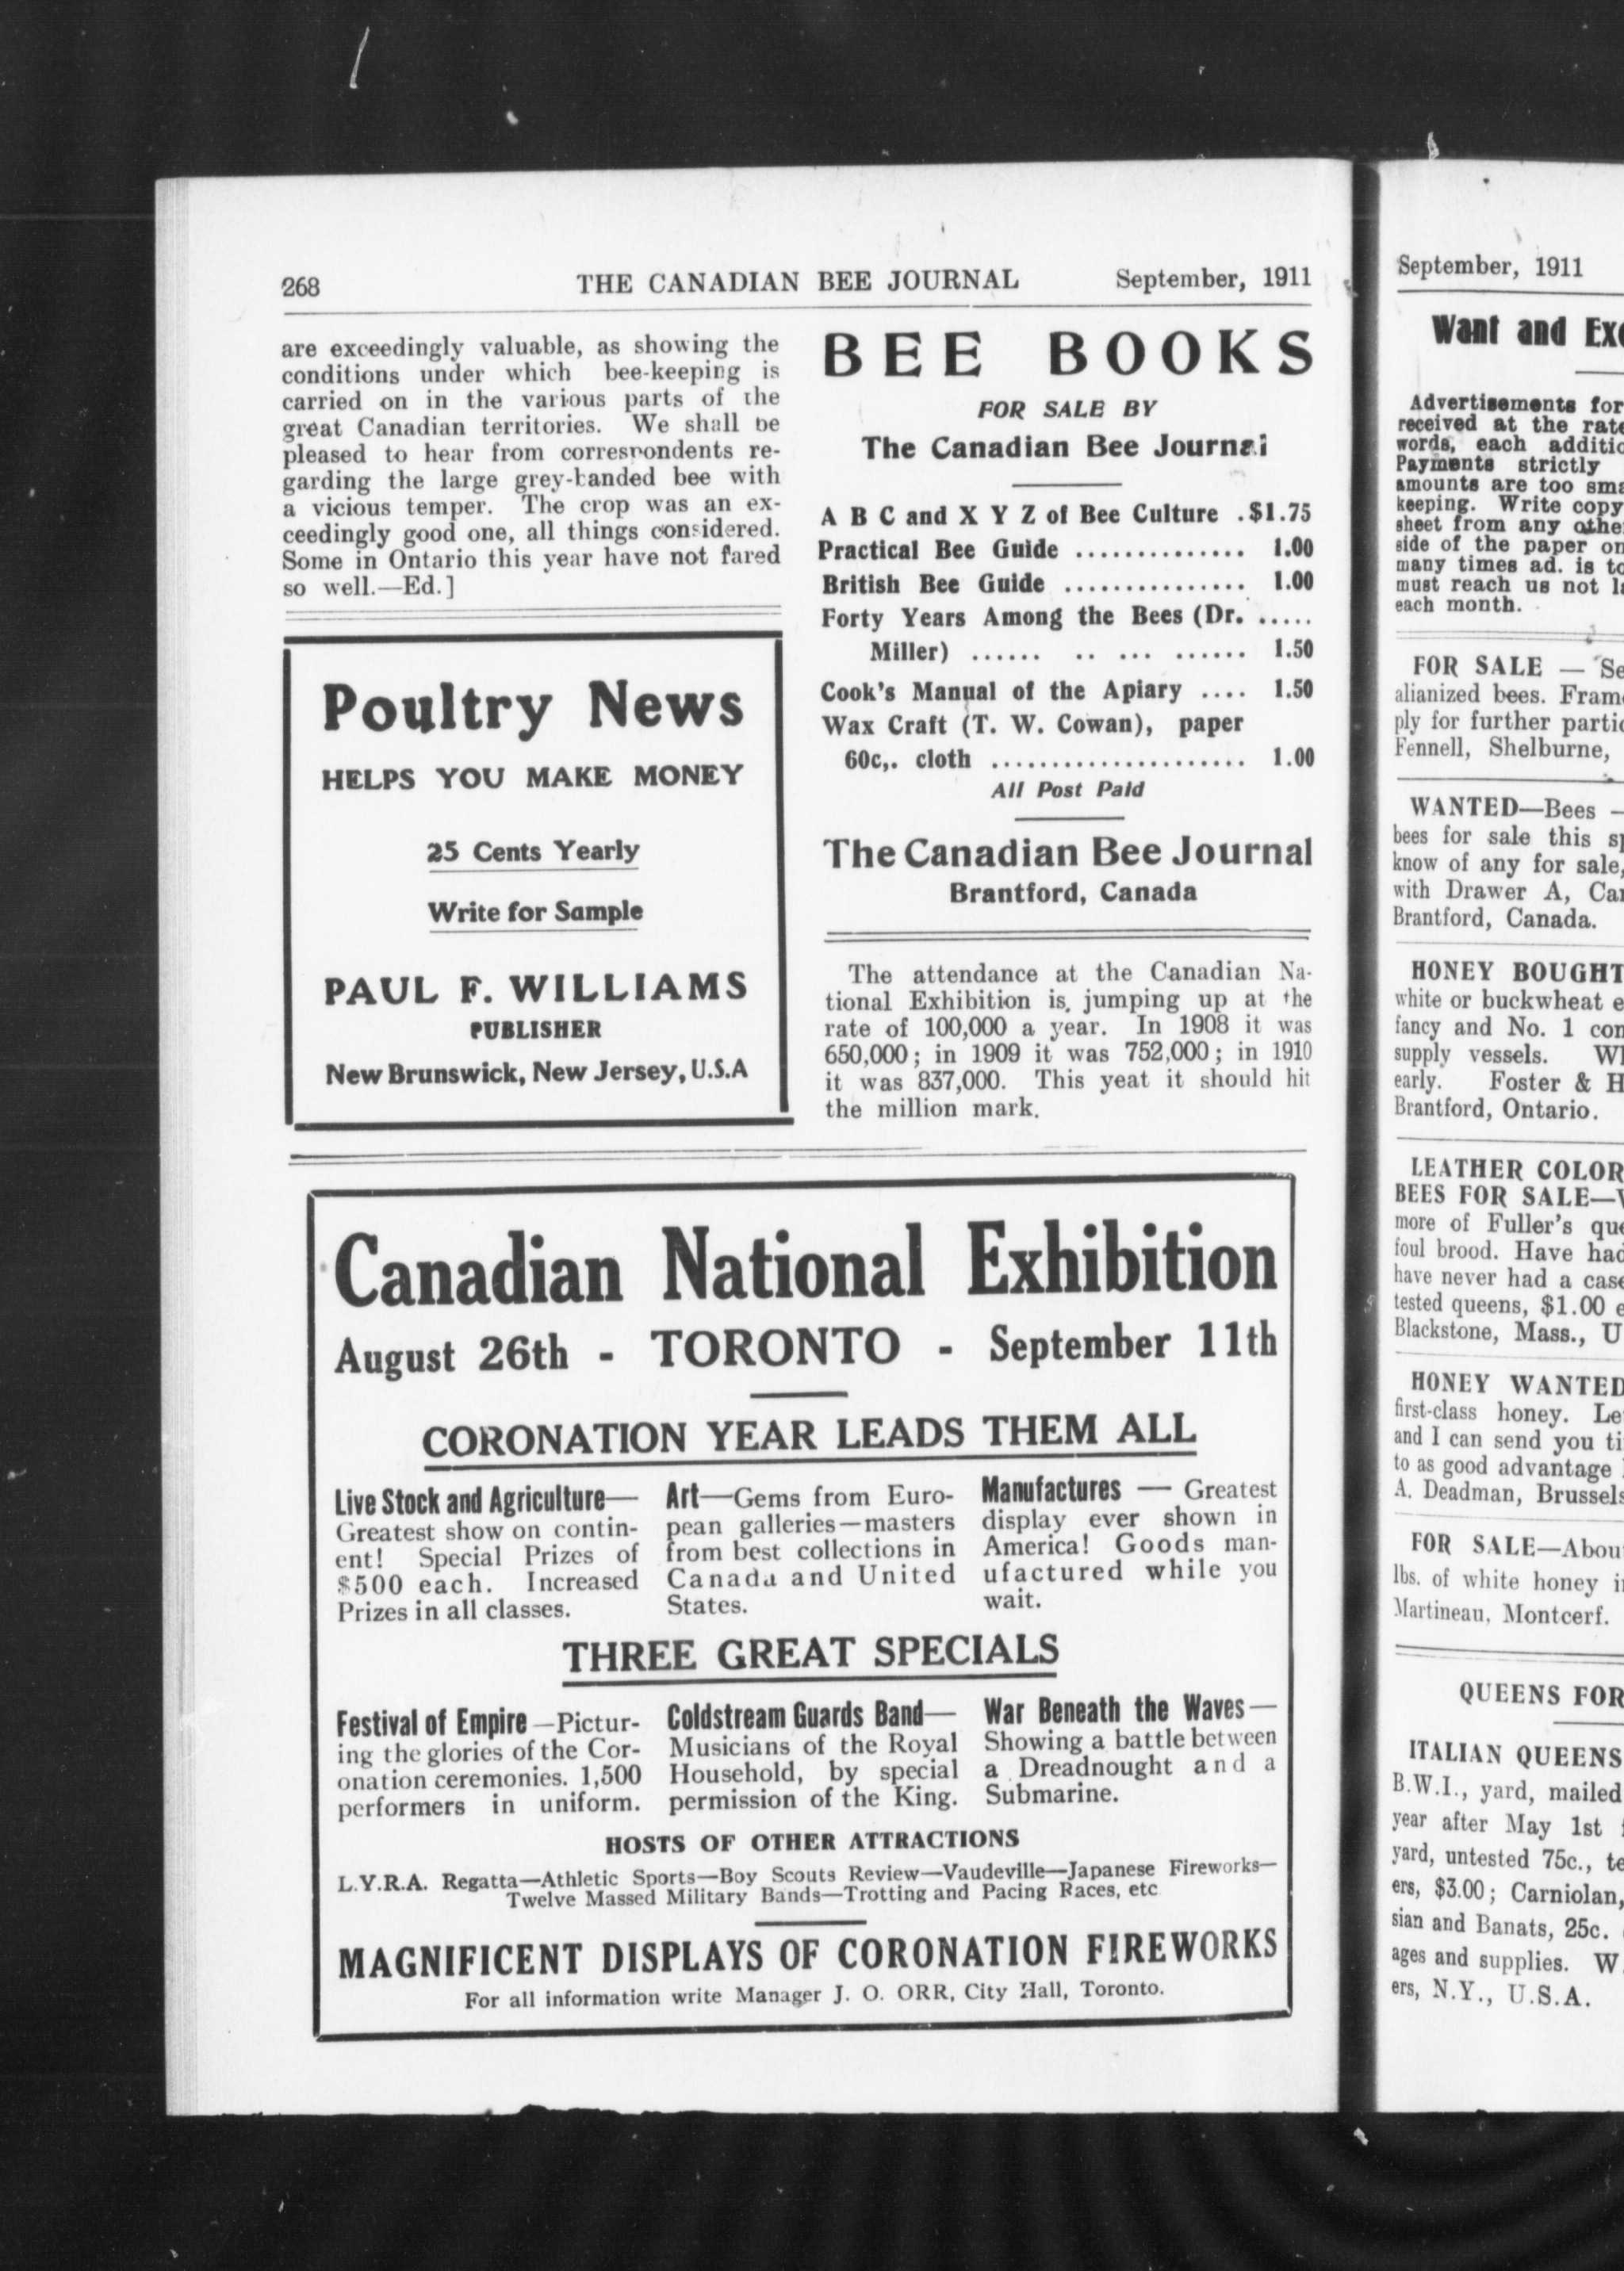 268 THE CANADIAN BEE JOURNAL September, 1911
are exceedingly valuable, as showing the
conditions under which bee-keeping is
carried on in the various parts of the
great Canadian territories. We shall be
pleased to hear from correspondents re-
garding the large grey-banded bee with
a vicious temper. The crop was an ex-
ceedingly good one, all things considered.
Some in Ontario this year have not fared
so well.—Ed.]
Poultry News
HELPS YOU MAKE MONEY
25 Cents Yearly
Write for Sample
PAUL F. WILLIAMS
PUBLISHER
New Brunswick, New Jersey, U.S.A
BEE BOOKS
FOR SALE BY
The Canadian Bee Journal
A B C and X Y Z of Bee Culture .$1.75
Practical Bee Guide .............. 1.00
British Bee Guide ............... 1.00
Forty Years Among the Bees (Dr. .....
Miller) ...... .. ... ...... 1.50
Cook's Manual of the Apiary .... 1.50
Wax Craft (T. W. Cowan), paper
60c,. cloth ..................... 1.00
All Post Paid
The Canadian Bee Journal
Brantford, Canada
The attendance at the Canadian Na-
tional Exhibition is, jumping up at the
rate of 100,000 a year. In 1908 it was
650,000; in 1909 it was 752,000; in 1910
it was 837,000. This yeat it should hit
the million mark.
Canadian National Exhibition
August 26th - TORONTO - September 11th
CORONATION YEAR LEADS THEM ALL
Live Stock and Agriculture—
Greatest show on contin-
ent! Special Prizes of
$500 each. Increased
Prizes in all classes.
Art—Gems from Euro-
pean galleries—masters
from best collections in
Canada and United
States.
Manufactures — Greatest
display ever shown in
America! Goods man-
ufactured while you
wait.
THREE GREAT SPECIALS
Festival of Empire—Pictur-
ing the glories of the Cor-
onation ceremonies. 1,500
performers in uniform.
Coldstream Guards Band—
Musicians of the Royal
Household, by special
permission of the King.
War Beneath the Waves—
Showing a battle between
a Dreadnought and a
Submarine.
HOSTS OF OTHER ATTRACTIONS
L.Y.R.A. Regatta—Athletic Sports—Boy Scouts Review—Vaudeville—Japanese Fireworks—
Twelve Massed Military Bands—Trotting and Pacing Races, etc
MAGNIFICENT DISPLAYS OF CORONATION FIREWORKS
For all information write Manager J. O. ORR, City Hall, Toronto.
September, 1911
Want and
Advertisements for
received at the rate
words, each
Payments strictly
amounts are too
keeping. Write copy
sheet from any
side of the paper
many times ad. is to
must reach us not
each month.
FOR SALE —
alianized bees.
ply for further
Fennell, Shelburne,
WANTED—Bees —
bees for sale this
know of any for sale,
with Drawer A,
Brantford, Canada.
HONEY BOUGHT
white or buckwheat
fancy and No. 1
supply vessels.
early. Foster &
Brantford, Ontario.
LEATHER
BEES FOR SALE—
more of Fuller's
foul brood. Have had
have never had a case
tested queens, $1.00
Blackstone, Mass.,
HONEY WANTED
first-class honey.
and I can send you
to as good advantage
A. Deadman, Brussels
FOR SALE—About
lbs. of white honey
Martineau, Montcerf.
QUEENS FOR
ITALIAN QUEENS
B.W.I., yard, mailed
year after May 1st
yard, untested 75c.,
ers, $3.00; Carniolan,
sian and Banats, 25c.
ages and supplies.
ers, N.Y., U.S.A.